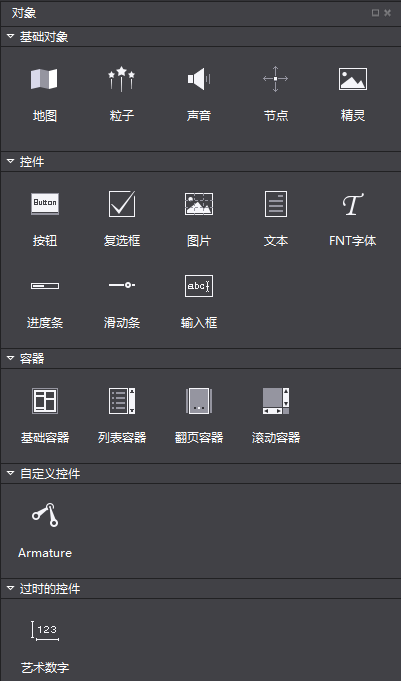 对象
基础对象
地图 粒子 声音 节点 精灵
控件
Button
abc
按钮 复选框 图片 文本 FNT字体
进度条 滑动条 输入框
容器
基础容器 列表容器 翻页容器 滚动容器
自定义控件
Armature
过时的控件
123
艺术数字